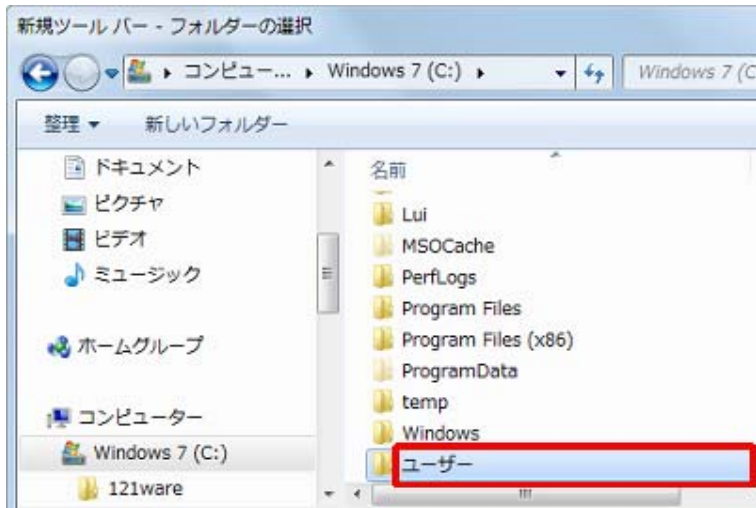 新規ツール バー - フォルダーの選択
コンピュー... Windows 7 (C:) Windows 7 (C
整理 新しいフォルダー
ドキュメント
ピクチャ
ビデオ
ミュージック
ホームグループ
コンピューター
Windows 7 (C:)
121ware
名前
Lui
MSOCache
PerfLogs
Program Files
Program Files (x86)
ProgramData
temp
Windows
ユーザー